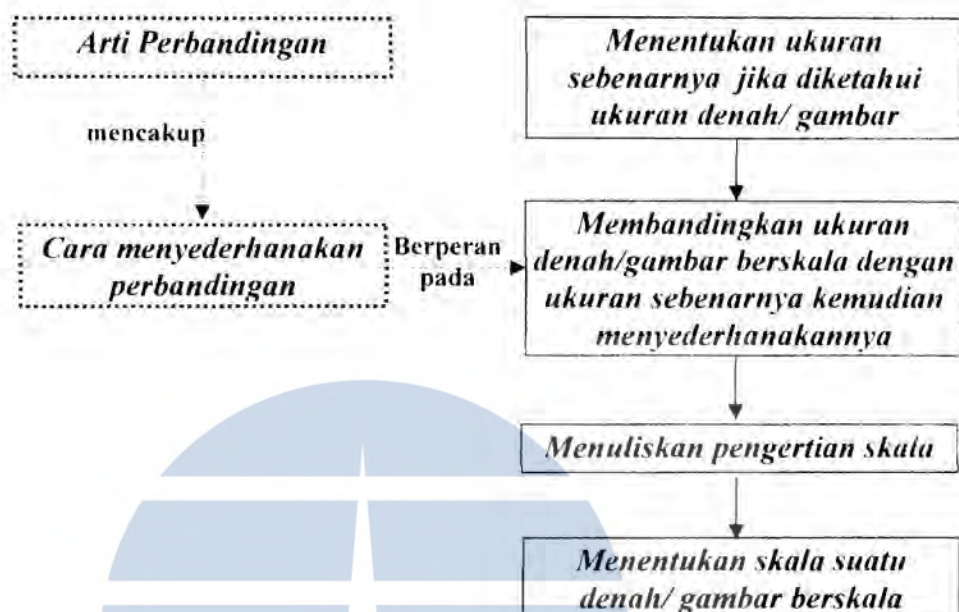 Arti Perbandingan
mencakup
Cara menyederhanakan
perbandingan
Berperan
pada
Menentukan ukuran
sebenarnya jika diketahui
ukuran denah/ gambar
Membandingkan ukuran
denah/gambar berskala dengan
ukuran sebenarnya kemudian
menyederhanakannya
Menuliskan pengertian skala
Menentukan skala suatu
denah/ gambar berskala